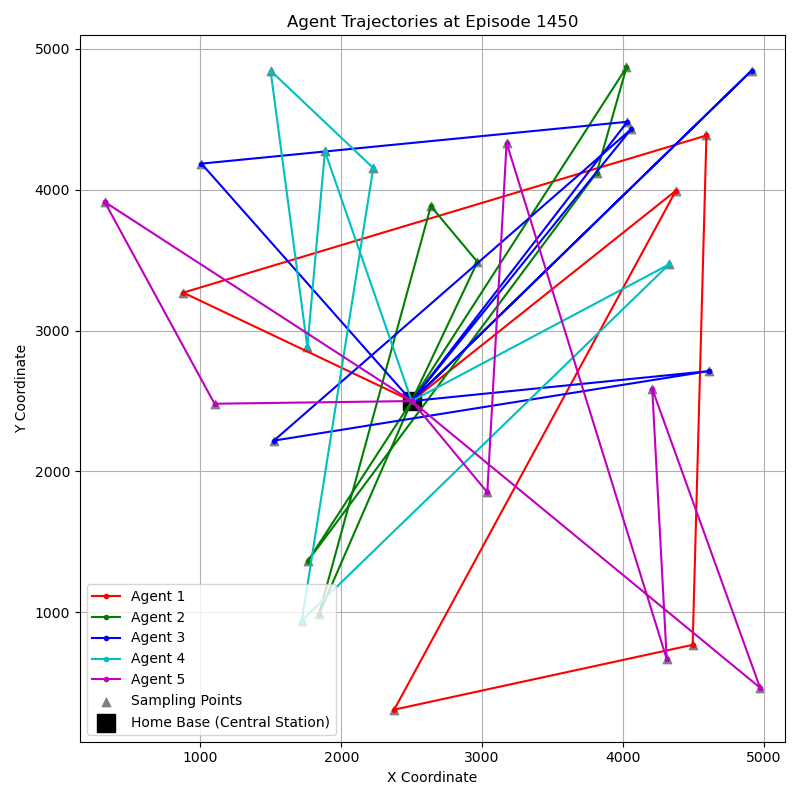 Agent Trajectories at Episode 1450
5000
4000
3000
2000
1000
Y Coordinate
Agent 1
Agent 2
Agent 3
Agent 4
Agent 5
Sampling Points
Home Base (Central Station)
1000 2000 3000 4000 5000
X Coordinate